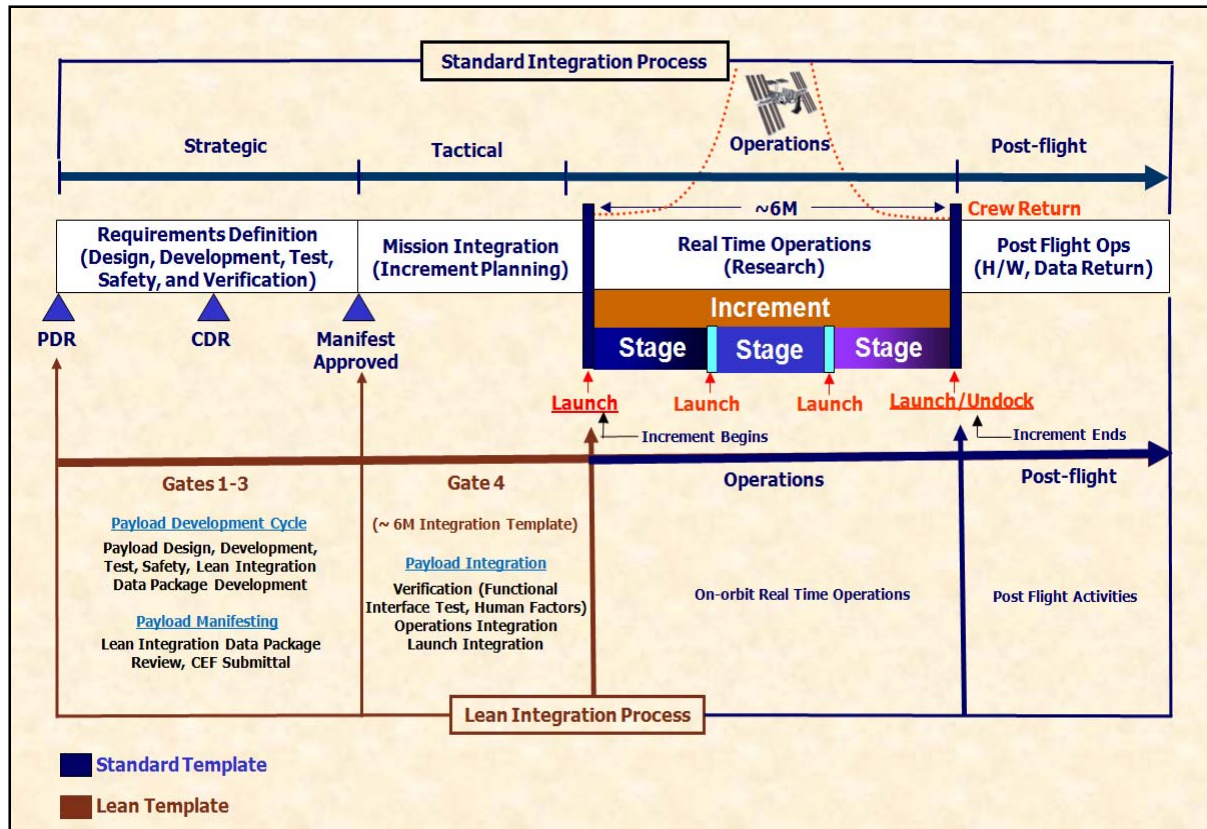 Standard Integration Process
Strategic
Tactical
Operations
Post-flight
~6M
Crew Return
Requirements Definition
(Design, Development, Test,
Safety, and Verification)
Mission Integration
(Increment Planning)
Real Time Operations
(Research)
Post Flight Ops
(H/W, Data Return)
Increment
Stage
Stage
Stage
PDR
CDR
Manifest
Approved
Launch
Launch
Launch
Launch/Undock
Increment Begins
Increment Ends
Gates 1-3
Payload Development Cycle
Payload Design, Development,
Test, Safety, Lean Integration
Data Package Development
Payload Manifesting
Lean Integration Data Package
Review, CEF Submittal
Gate 4
(~ 6M Integration Template)
Payload Integration
Verification (Functional
Interface Test, Human Factors)
Operations Integration
Launch Integration
Operations
On-orbit Real Time Operations
Post-flight
Post Flight Activities
Lean Integration Process
Standard Template
Lean Template